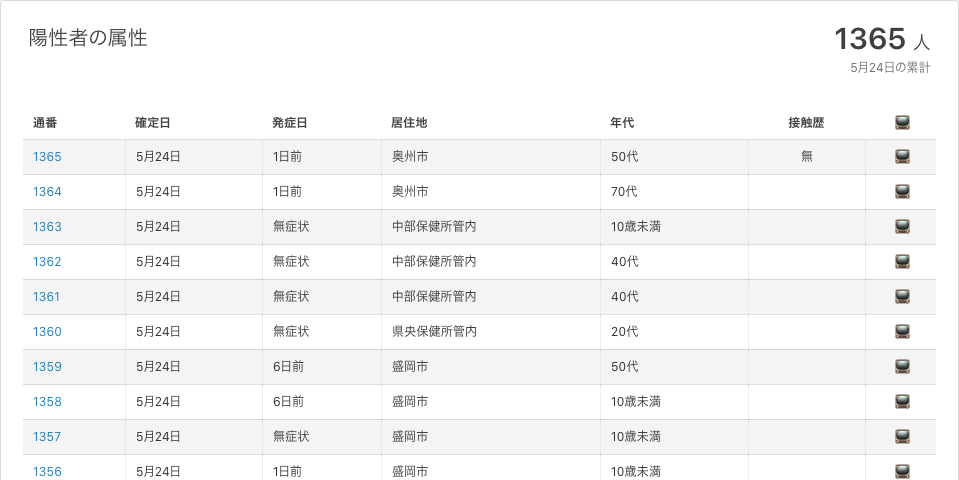 陽性者の属性
1365 人
5月24日の累計
通番 確定日 発症日 居住地 年代 接触歴
1365 5月24日 1日前 奥州市 50代 無
1364 5月24日 1日前 奥州市 70代
1363 5月24日 無症状 中部保健所管内 10歳未満
1362 5月24日 無症状 中部保健所管内 40代
1361 5月24日 無症状 中部保健所管内 40代
1360 5月24日 無症状 県央保健所管内 20代
1359 5月24日 6日前 盛岡市 50代
1358 5月24日 6日前 盛岡市 10歳未満
1357 5月24日 無症状 盛岡市 10歳未満
1356 5月24日 1日前 盛岡市 10歳未満